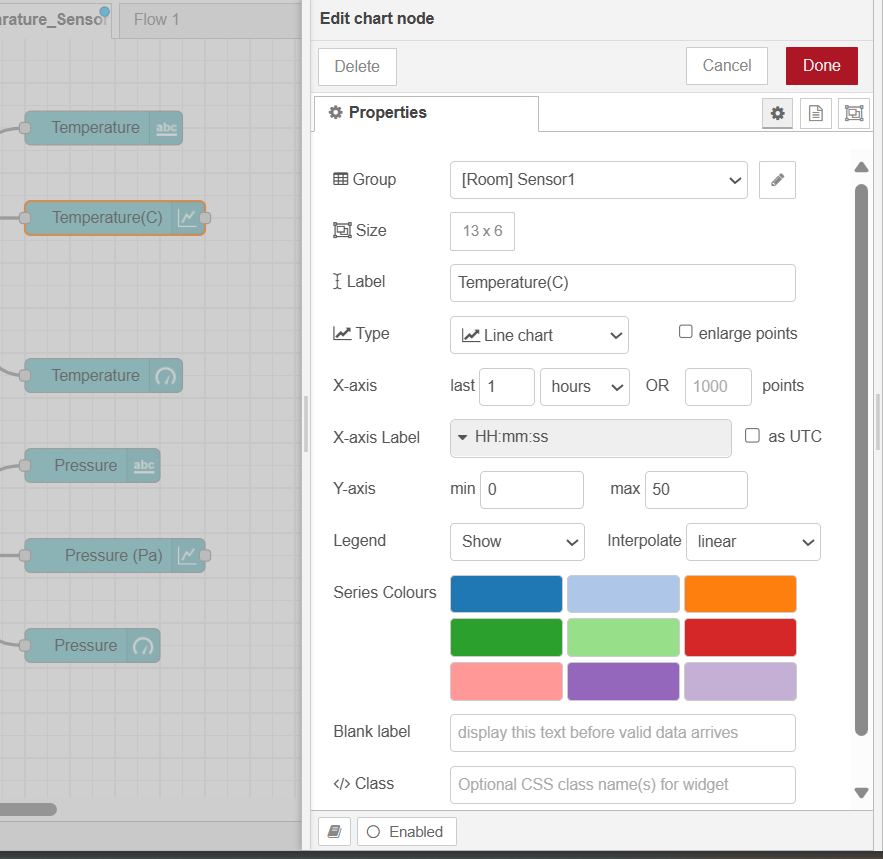 arature_Sensor
Flow 1
Temperature
abc
Temperature(C)
Temperature
Pressure
abc
Pressure (Pa)
Pressure
Edit chart node
Delete
Cancel
Done
Properties
Group
[Room] Sensor1
Size
13 x 6
Label
Temperature(C)
Type
Line chart
enlarge points
X-axis
last 1 hours OR 1000 points
X-axis Label
HH:mm:ss
as UTC
Y-axis
min 0
max 50
Legend
Show
Interpolate linear
Series Colours
Blank label
display this text before valid data arrives
</> Class
Optional CSS class name(s) for widget
Enabled